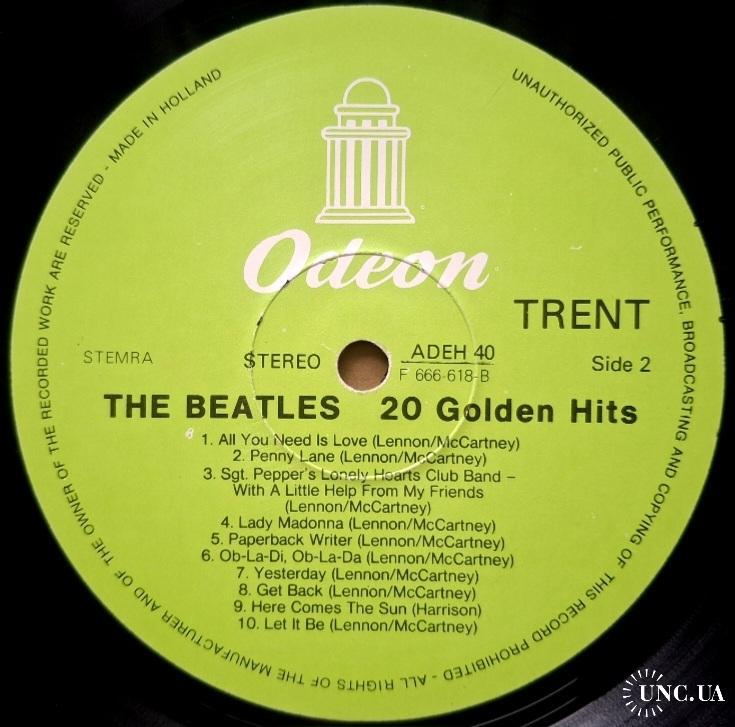 Odeon
TRENT
STEMRA
STEREO
ADEH 40
F 666-618-B
Side 2
THE BEATLES 20 Golden Hits
1. All You Need Is Love (Lennon/McCartney)
2. Penny Lane (Lennon/McCartney)
3. Sgt. Pepper's Lonely Hearts Club Band –
With A Little Help From My Friends
(Lennon/McCartney)
4. Lady Madonna (Lennon/McCartney)
5. Paperback Writer (Lennon/McCartney)
6. Ob-La-Di, Ob-La-Da (Lennon/McCartney)
7. Yesterday (Lennon/McCartney)
8. Get Back (Lennon/McCartney)
9. Here Comes The Sun (Harrison)
10. Let It Be (Lennon/McCartney)
UNAUTHORIZED PUBLIC PERFORMANCE, BROADCASTING AND COPYING OF THIS RECORD PROHIBITED - ALL RIGHTS OF THE MANUFACTURER AND OF THE OWNER OF THE RECORDED WORK ARE RESERVED - MADE IN HOLLAND
UNC.UA